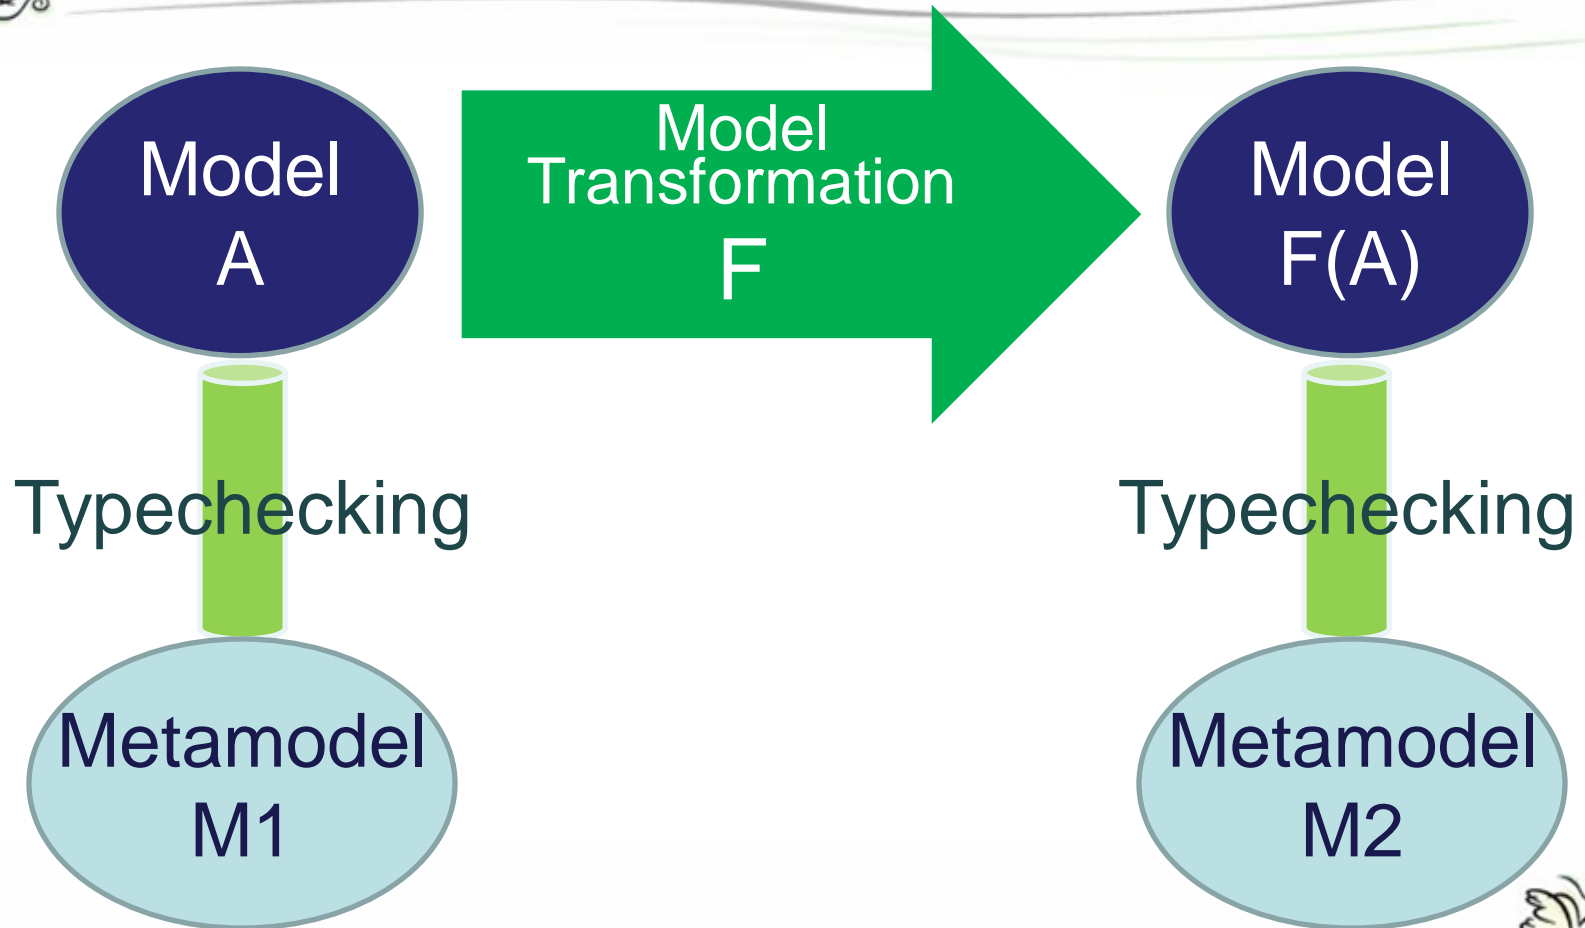 Model
A
Model
Transformation
F
Model
F(A)
Typechecking
Typechecking
Metamodel
M1
Metamodel
M2